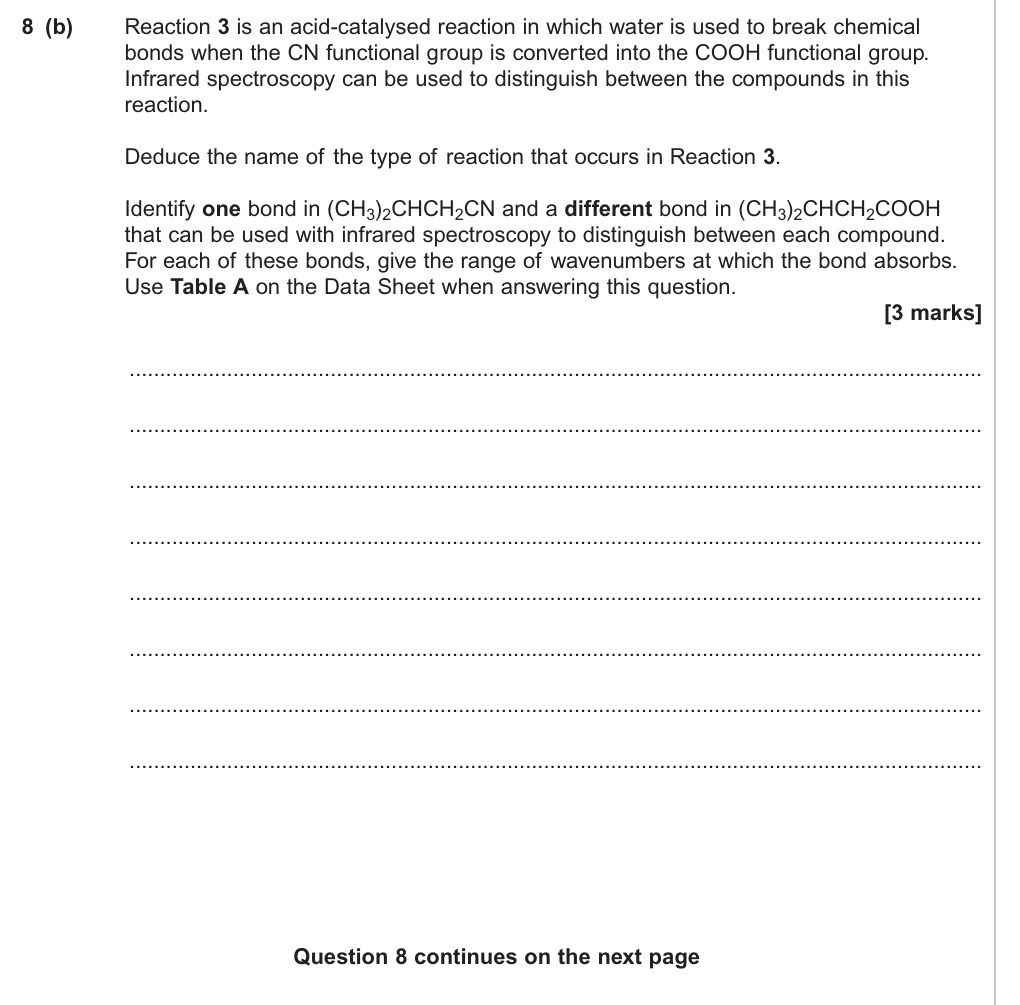 8 (b) Reaction 3 is an acid-catalysed reaction in which water is used to break chemical
bonds when the CN functional group is converted into the COOH functional group.
Infrared spectroscopy can be used to distinguish between the compounds in this
reaction.
Deduce the name of the type of reaction that occurs in Reaction 3.
Identify one bond in (CH₃)₂CHCH₂CN and a different bond in (CH₃)₂CHCH₂COOH
that can be used with infrared spectroscopy to distinguish between each compound.
For each of these bonds, give the range of wavenumbers at which the bond absorbs.
Use Table A on the Data Sheet when answering this question.
[3 marks]
Question 8 continues on the next page